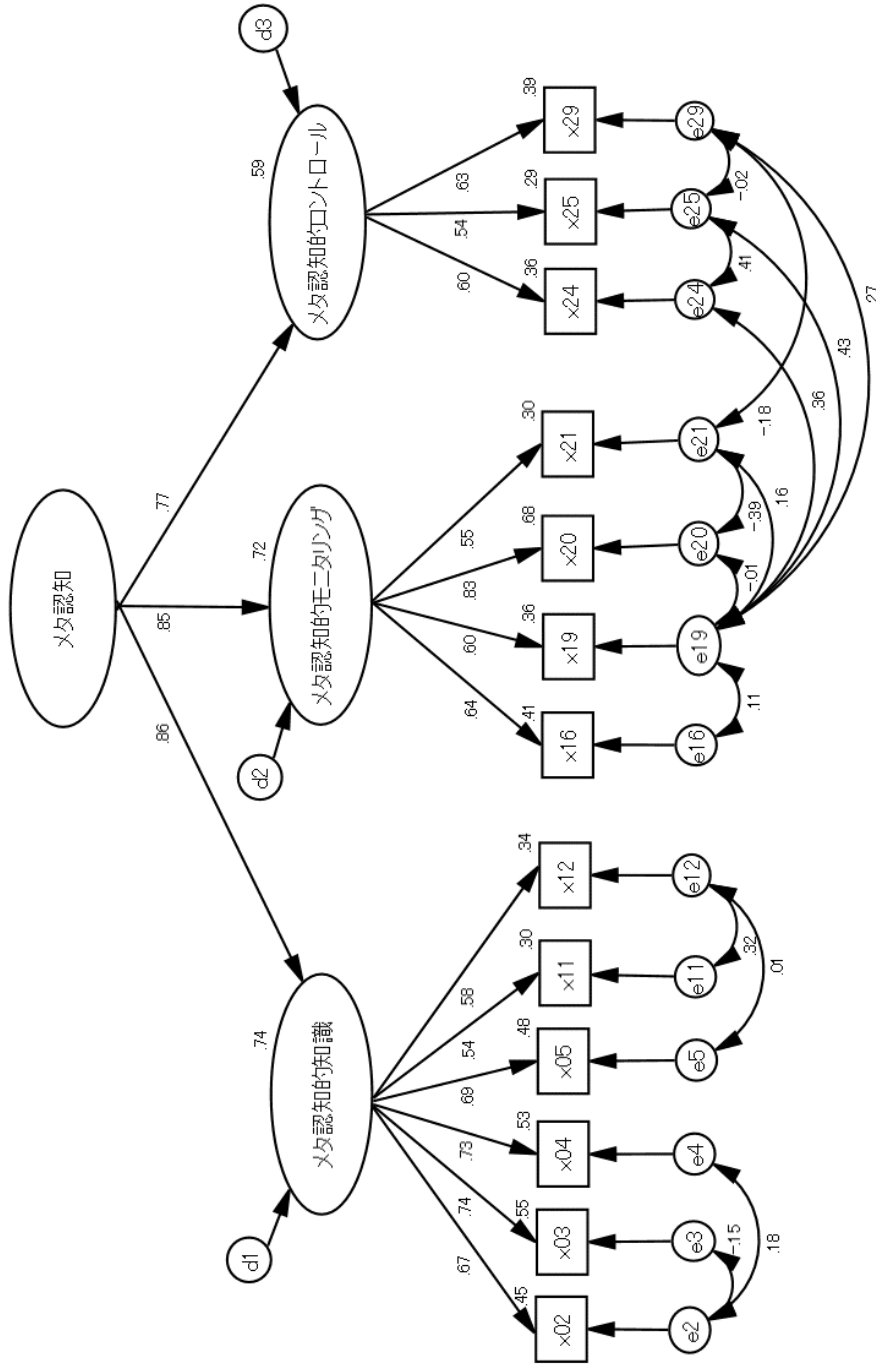 メタ認知
.86
.85
.77
d1
d2
d3
.74
.72
.59
メタ認知的知識
メタ認知的モニタリング
メタ認知的コントロール
.67
.74
.73
.69
.54
.58
.64
.60
.83
.55
.60
.54
.63
.45
.55
.53
.48
.30
.34
.41
.36
.68
.30
.36
.29
.39
x02
x03
x04
x05
x11
x12
x16
x19
x20
x21
x24
x25
x29
e2
e3
e4
e5
e11
e12
e16
e19
e20
e21
e24
e25
e29
-.15
.18
.32
.01
.11
-.01
-.39
.16
-.18
.41
-.02
.36
.43
.27